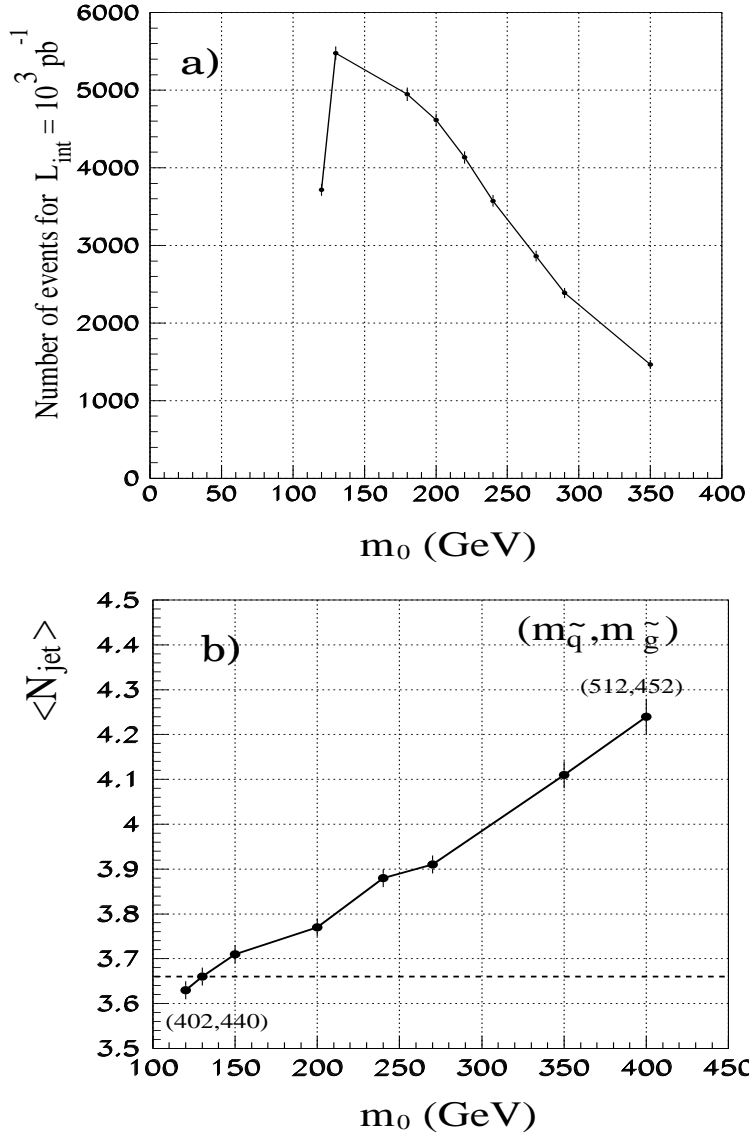 a)
Number of events for L_int = 10^3 pb^-1
6000
5000
4000
3000
2000
1000
0
0 50 100 150 200 250 300 350 400
m₀ (GeV)
b)
(m_q̃,m_g̃)
(512,452)
<N_jet>
4.5
4.4
4.3
4.2
4.1
4
3.9
3.8
3.7
3.6
3.5
(402,440)
100 150 200 250 300 350 400 450
m₀ (GeV)